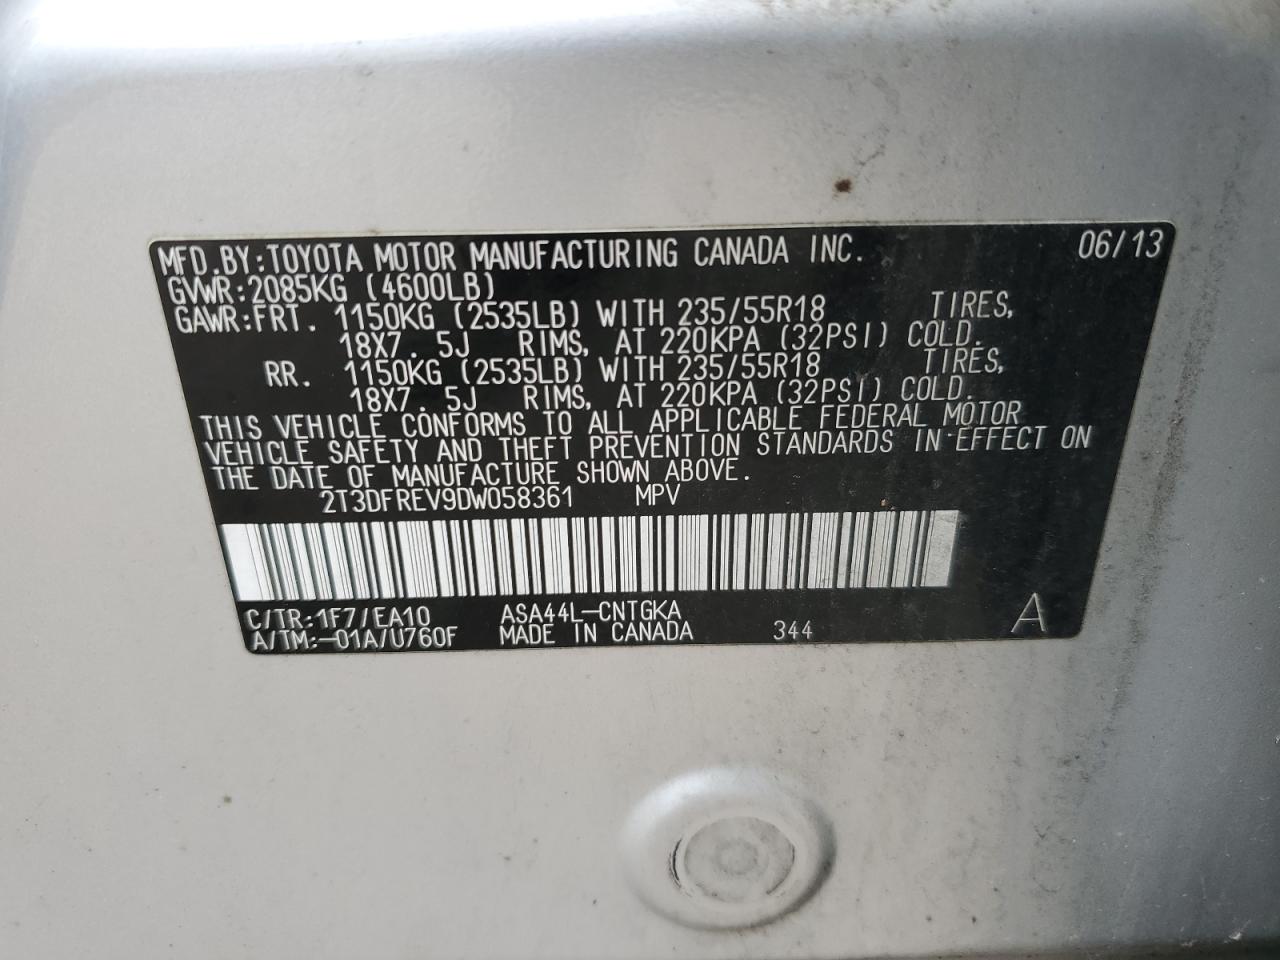 MFD.BY:TOYOTA MOTOR MANUFACTURING CANADA INC. 06/13
GVWR:2085KG (4600LB)
GAWR:FRT. 1150KG (2535LB) WITH 235/55R18 TIRES,
18X7.5J RIMS, AT 220KPA (32PSI) COLD.
RR. 1150KG (2535LB) WITH 235/55R18 TIRES,
18X7.5J RIMS, AT 220KPA (32PSI) COLD.
THIS VEHICLE CONFORMS TO ALL APPLICABLE FEDERAL MOTOR
VEHICLE SAFETY AND THEFT PREVENTION STANDARDS IN EFFECT ON
THE DATE OF MANUFACTURE SHOWN ABOVE.
2T3DFREV9DW058361 MPV
C/TR:1F7/EA10 ASA44L-CNTGKA
A/TM:-01A/U760F MADE IN CANADA 344 A